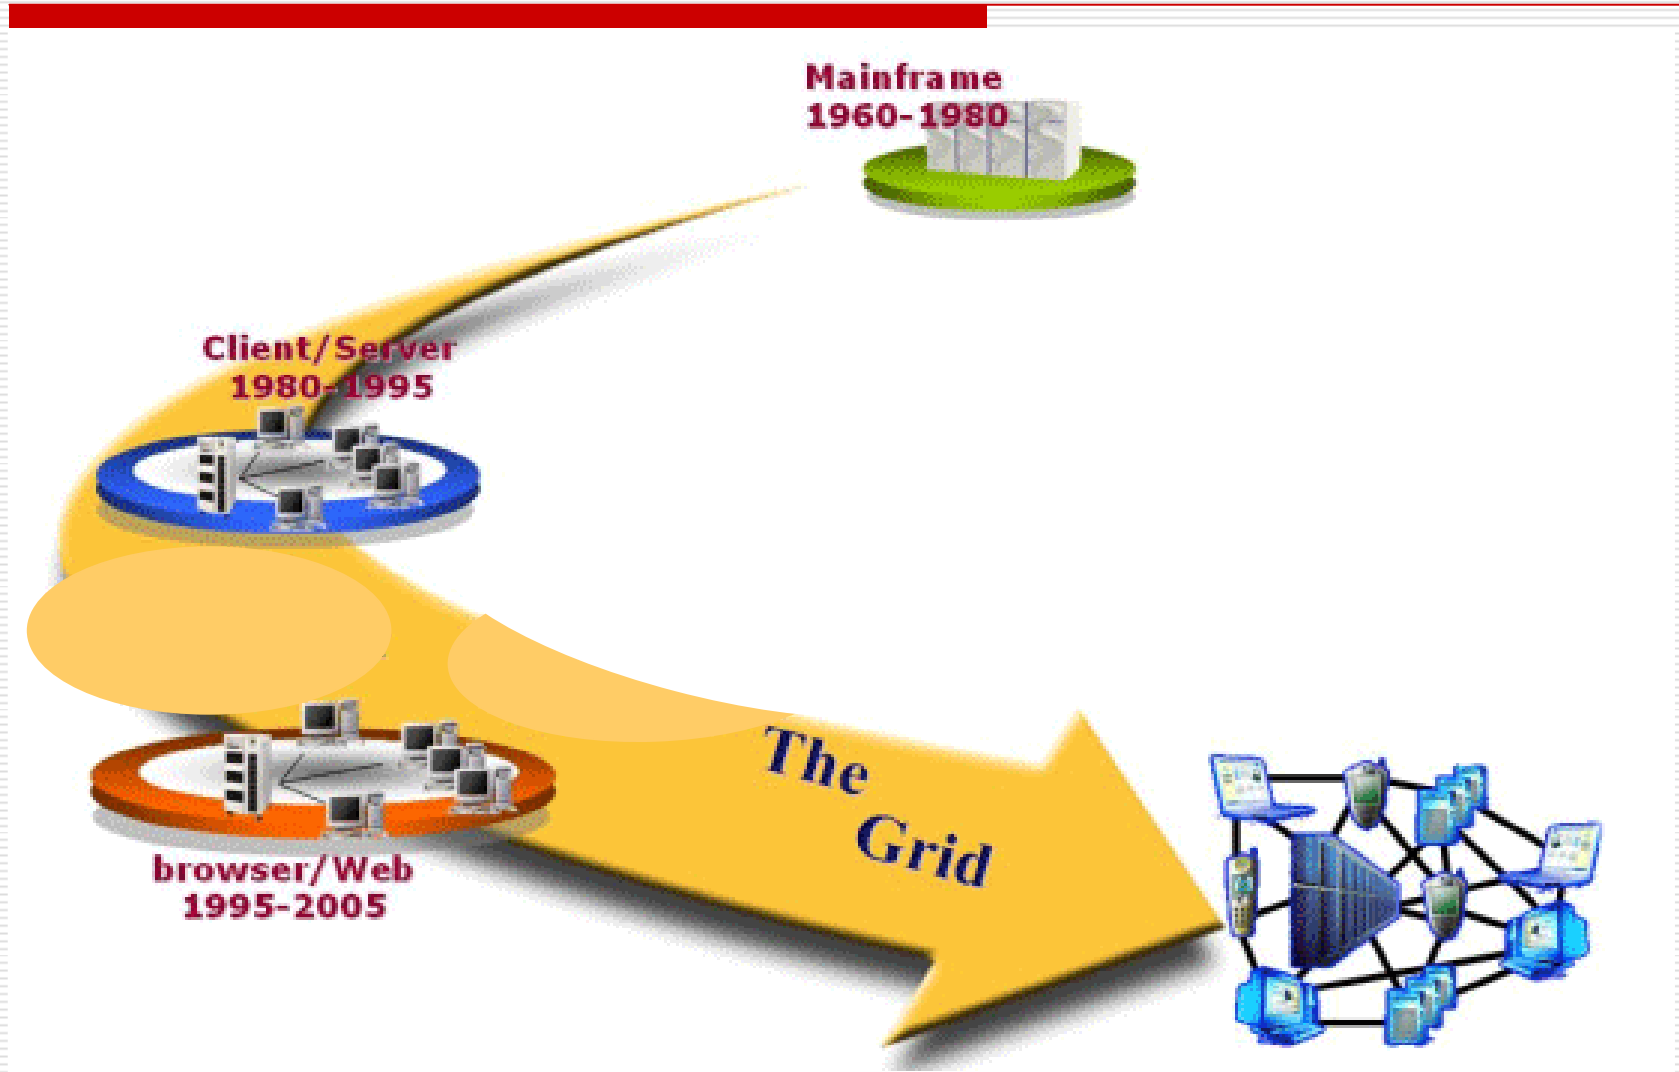 Mainframe
1960-1980
Client/Server
1980-1995
The
Grid
browser/Web
1995-2005